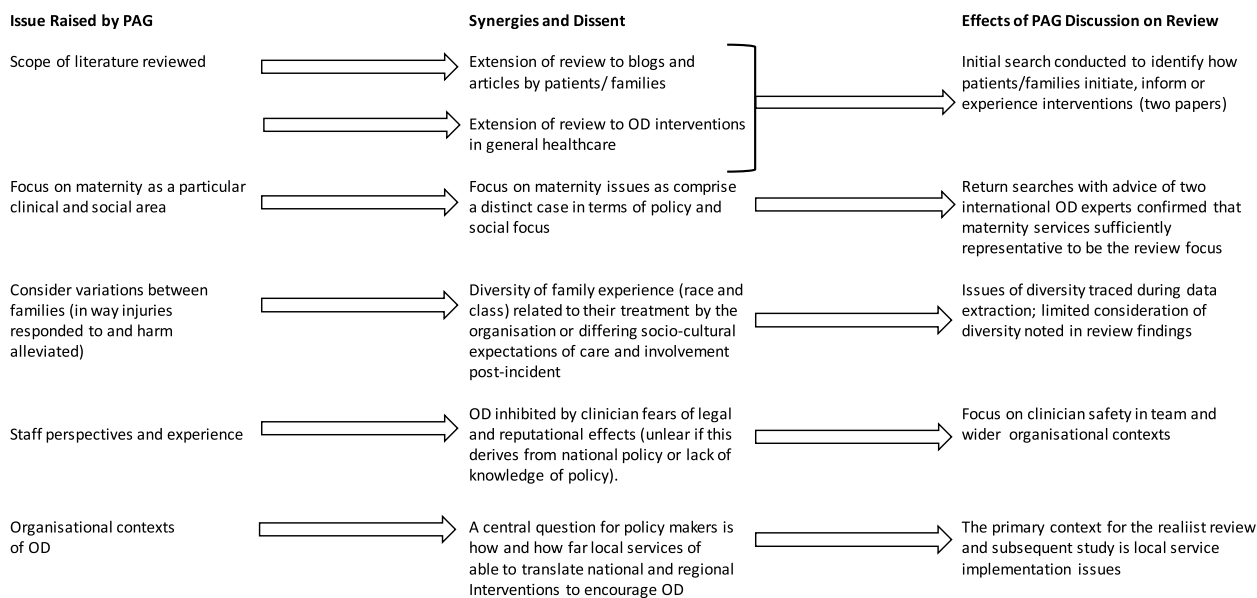 Issue Raised by PAG
Synergies and Dissent
Effects of PAG Discussion on Review
Scope of literature reviewed
Extension of review to blogs and
articles by patients/ families
Extension of review to OD interventions
in general healthcare
Initial search conducted to identify how
patients/families initiate, inform or
experience interventions (two papers)
Focus on maternity as a particular
clinical and social area
Focus on maternity issues as comprise
a distinct case in terms of policy and
social focus
Return searches with advice of two
international OD experts confirmed that
maternity services sufficiently
representative to be the review focus
Consider variations between
families (in way injuries
responded to and harm
alleviated)
Diversity of family experience (race and
class) related to their treatment by the
organisation or differing socio-cultural
expectations of care and involvement
post-incident
Issues of diversity traced during data
extraction; limited consideration of
diversity noted in review findings
Staff perspectives and experience
OD inhibited by clinician fears of legal
and reputational effects (unclear if this
derives from national policy or lack of
knowledge of policy).
Focus on clinician safety in team and
wider organisational contexts
Organisational contexts
of OD
A central question for policy makers is
how and how far local services of
able to translate national and regional
Interventions to encourage OD
The primary context for the realiist review
and subsequent study is local service
implementation issues